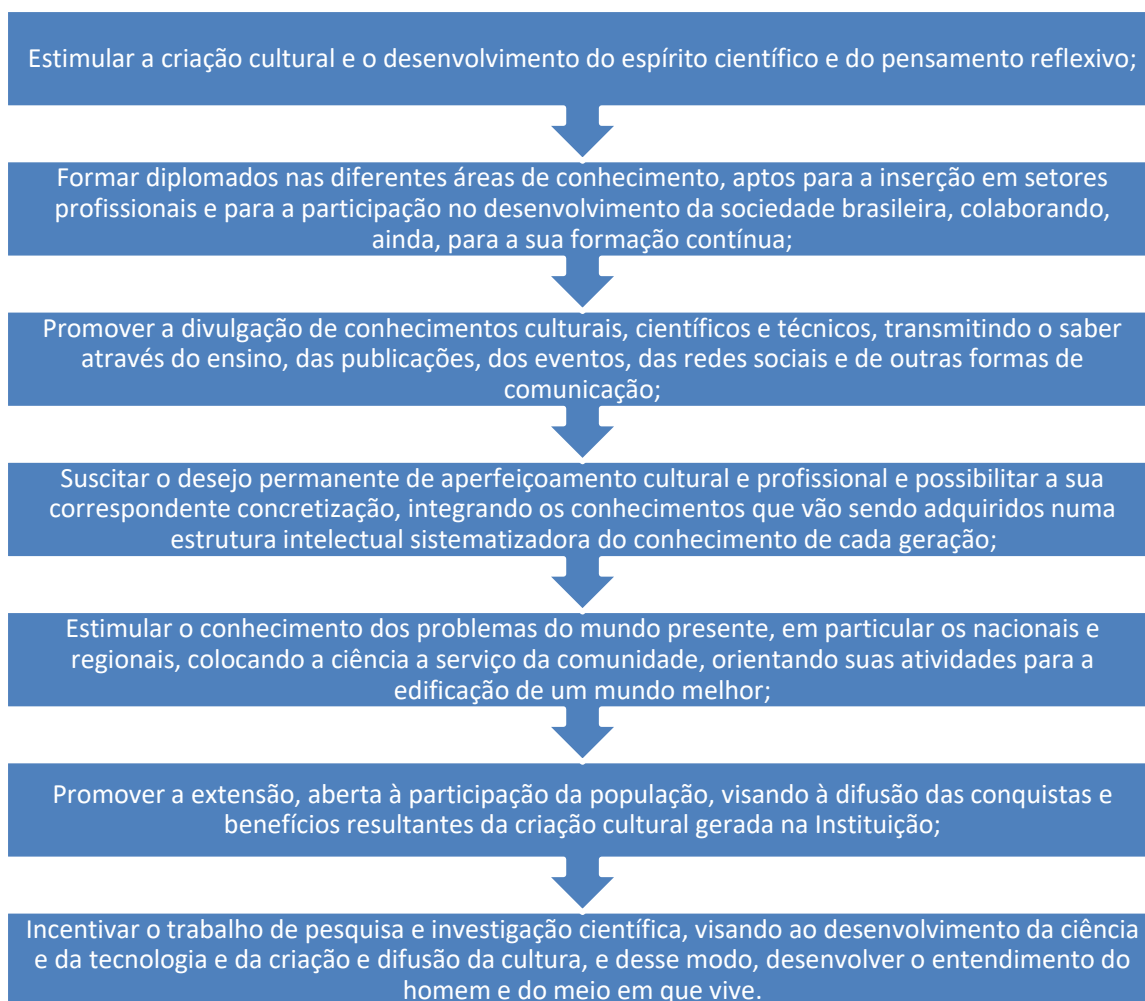 Estimular a criação cultural e o desenvolvimento do espírito científico e do pensamento reflexivo;
Formar diplomados nas diferentes áreas de conhecimento, aptos para a inserção em setores
profissionais e para a participação no desenvolvimento da sociedade brasileira, colaborando,
ainda, para a sua formação contínua;
Promover a divulgação de conhecimentos culturais, científicos e técnicos, transmitindo o saber
através do ensino, das publicações, dos eventos, das redes sociais e de outras formas de
comunicação;
Suscitar o desejo permanente de aperfeiçoamento cultural e profissional e possibilitar a sua
correspondente concretização, integrando os conhecimentos que vão sendo adquiridos numa
estrutura intelectual sistematizadora do conhecimento de cada geração;
Estimular o conhecimento dos problemas do mundo presente, em particular os nacionais e
regionais, colocando a ciência a serviço da comunidade, orientando suas atividades para a
edificação de um mundo melhor;
Promover a extensão, aberta à participação da população, visando à difusão das conquistas e
benefícios resultantes da criação cultural gerada na Instituição;
Incentivar o trabalho de pesquisa e investigação científica, visando ao desenvolvimento da ciência
e da tecnologia e da criação e difusão da cultura, e desse modo, desenvolver o entendimento do
homem e do meio em que vive.